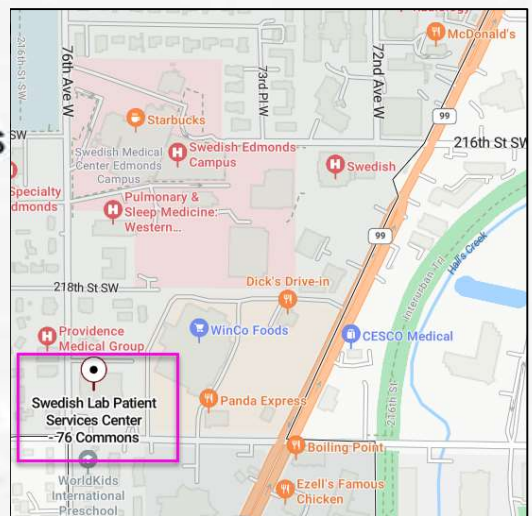 McDonald's
76th Ave W
73rd Pl W
72nd Ave W
99
216th St SW
Starbucks
Swedish Medical
Center Edmonds
Campus
Swedish Edmonds
Campus
Swedish
SW
Specialty
dmonds
Pulmonary &
Sleep Medicine:
Western...
99
Hall's Creek
Interurban Trl
218th St SW
Dick's Drive-in
WinCo Foods
CESCO Medical
Providence
Medical Group
216th St.
Swedish Lab Patient
Services Center
- 76 Commons
Panda Express
Boiling Point
WorldKids
International
Preschool
Ezell's Famous
Chicken